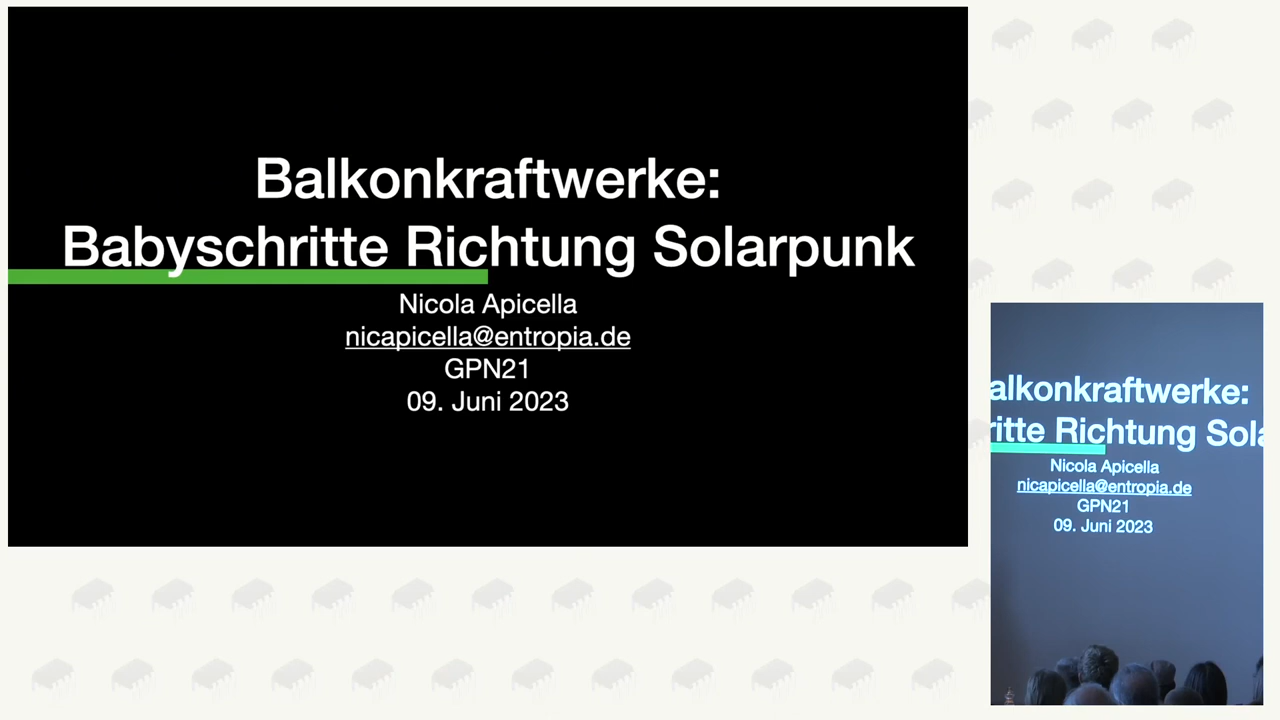 Balkonkraftwerke:
Babyschritte Richtung Solarpunk
Nicola Apicella
nicapicella@entropia.de
GPN21
09. Juni 2023
alkonkraftwerke:
ritte Richtung Sola
Nicola Apicella
nicapicella@entropia.de
GPN21
09. Juni 2023